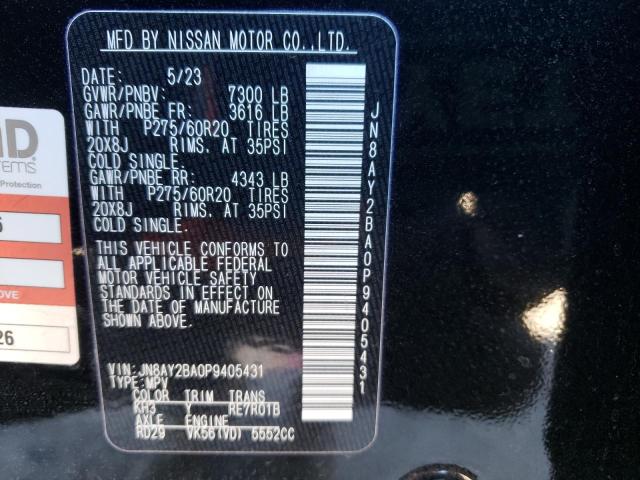 MFD BY NISSAN MOTOR CO.,LTD.
DATE: 5/23
GVWR/PNBV: 7300 LB
GAWR/PNBE FR: 3616 LB
WITH P275/60R20 TIRES
20X8J RIMS. AT 35PSI
COLD SINGLE.
GAWR/PNBE RR: 4343 LB
WITH P275/60R20 TIRES
20X8J RIMS. AT 35PSI
COLD SINGLE.
THIS VEHICLE CONFORMS TO
ALL APPLICABLE FEDERAL
MOTOR VEHICLE SAFETY
STANDARDS IN EFFECT ON
THE DATE OF MANUFACTURE
SHOWN ABOVE.
VIN: JN8AY2BA0P9405431
TYPE: MPV
COLOR TRIM TRANS
KH3 Y RE7R01B
AXLE ENGINE
RD29 VK56(VD) 5552CC
JN8AY2BA0P9405431
Protection
26